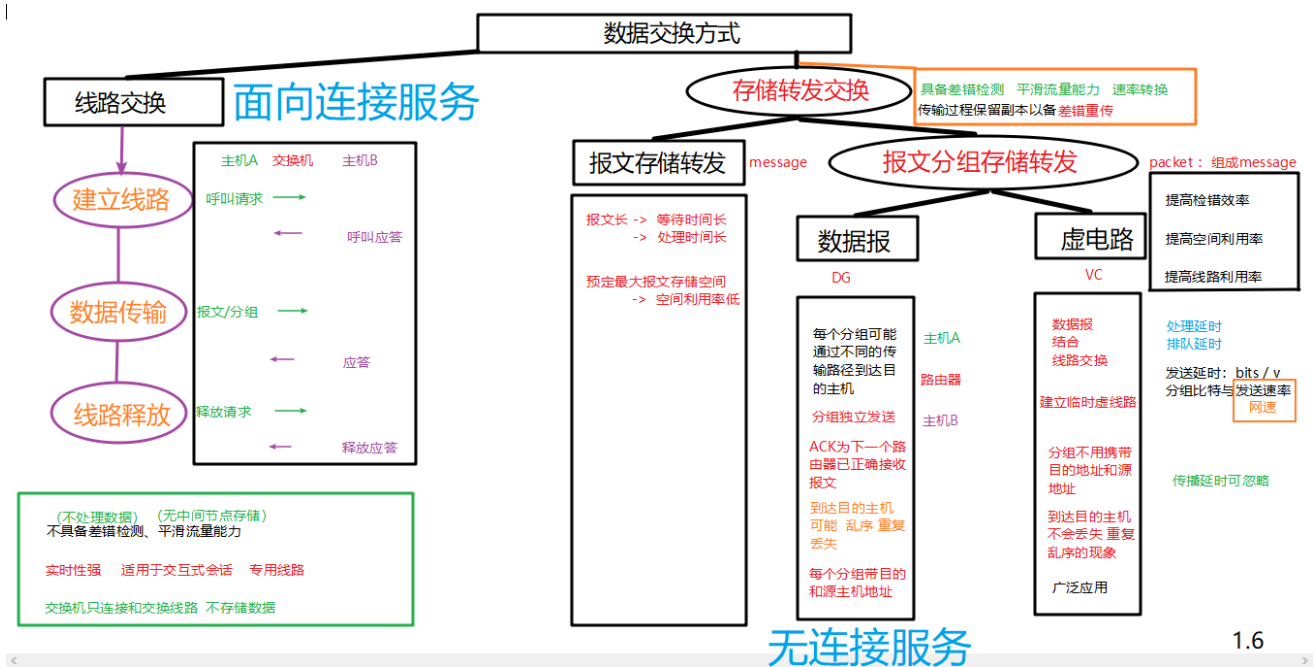 数据交换方式
线路交换
面向连接服务
存储转发交换
具备差错检测 平滑流量能力 速率转换
传输过程保留副本以备差错重传
主机A 交换机 主机B
建立线路
呼叫请求
呼叫应答
数据传输
报文/分组
应答
线路释放
释放请求
释放应答
(不处理数据) (无中间节点存储)
不具备差错检测、平滑流量能力
实时性强 适用于交互式会话 专用线路
交换机只连接和交换线路 不存储数据
报文存储转发
message
报文长 -> 等待时间长
-> 处理时间长
预定最大报文存储空间
-> 空间利用率低
报文分组存储转发
packet : 组成message
提高检错效率
提高空间利用率
提高线路利用率
数据报
DG
每个分组可能
通过不同的传
输路径到达目
的主机
分组独立发送
ACK为下一个路
由器已正确接收
报文
到达目的主机
可能 乱序 重复
丢失
每个分组带目的
和源主机地址
主机A
路由器
主机B
虚电路
VC
数据报
结合
线路交换
建立临时虚线路
分组不用携带
目的地址和源
地址
到达目的主机
不会丢失 重复
乱序的现象
广泛应用
处理延时
排队延时
发送延时: bits / v
分组比特与发送速率
网速
传播延时可忽略
无连接服务
1.6